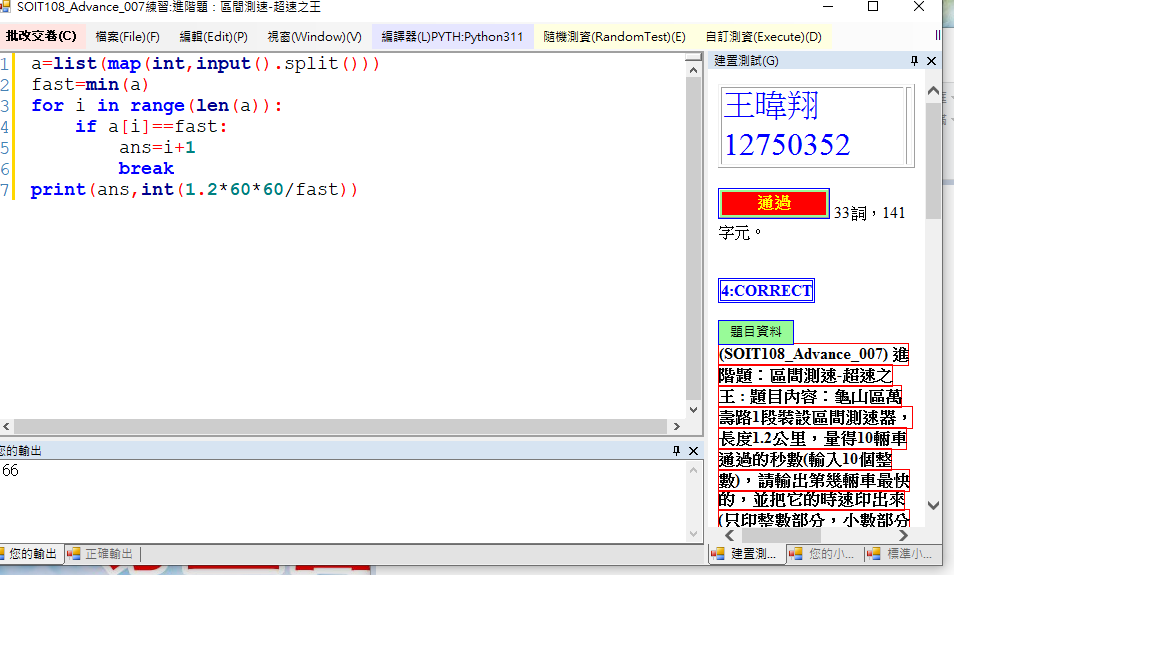 SOIT108_Advance_007練習:進階題：區間測速-超速之王
批改交卷(C) 檔案(File)(F) 編輯(Edit)(P) 視窗(Window)(V) 編譯器(L)PYTH:Python311 隨機測資(RandomTest)(E) 自訂測資(Execute)(D)
1 a=list(map(int,input().split()))
2 fast=min(a)
3 for i in range(len(a)):
4 if a[i]==fast:
5 ans=i+1
6 break
7 print(ans,int(1.2*60*60/fast))
您的輸出
66
您的輸出 正確輸出
建置測試(G)
王暐翔
12750352
通過 33詞，141
字元。
4:CORRECT
題目資料
(SOIT108_Advance_007) 進
階題：區間測速-超速之
王 : 題目內容：龜山區萬
壽路1段裝設區間測速器，
長度1.2公里，量得10輛車
通過的秒數(輸入10個整
數)，請輸出第幾輛車最快
的，並把它的時速印出來
(只印整數部分，小數部分
建置測... 您的小... 標準小...